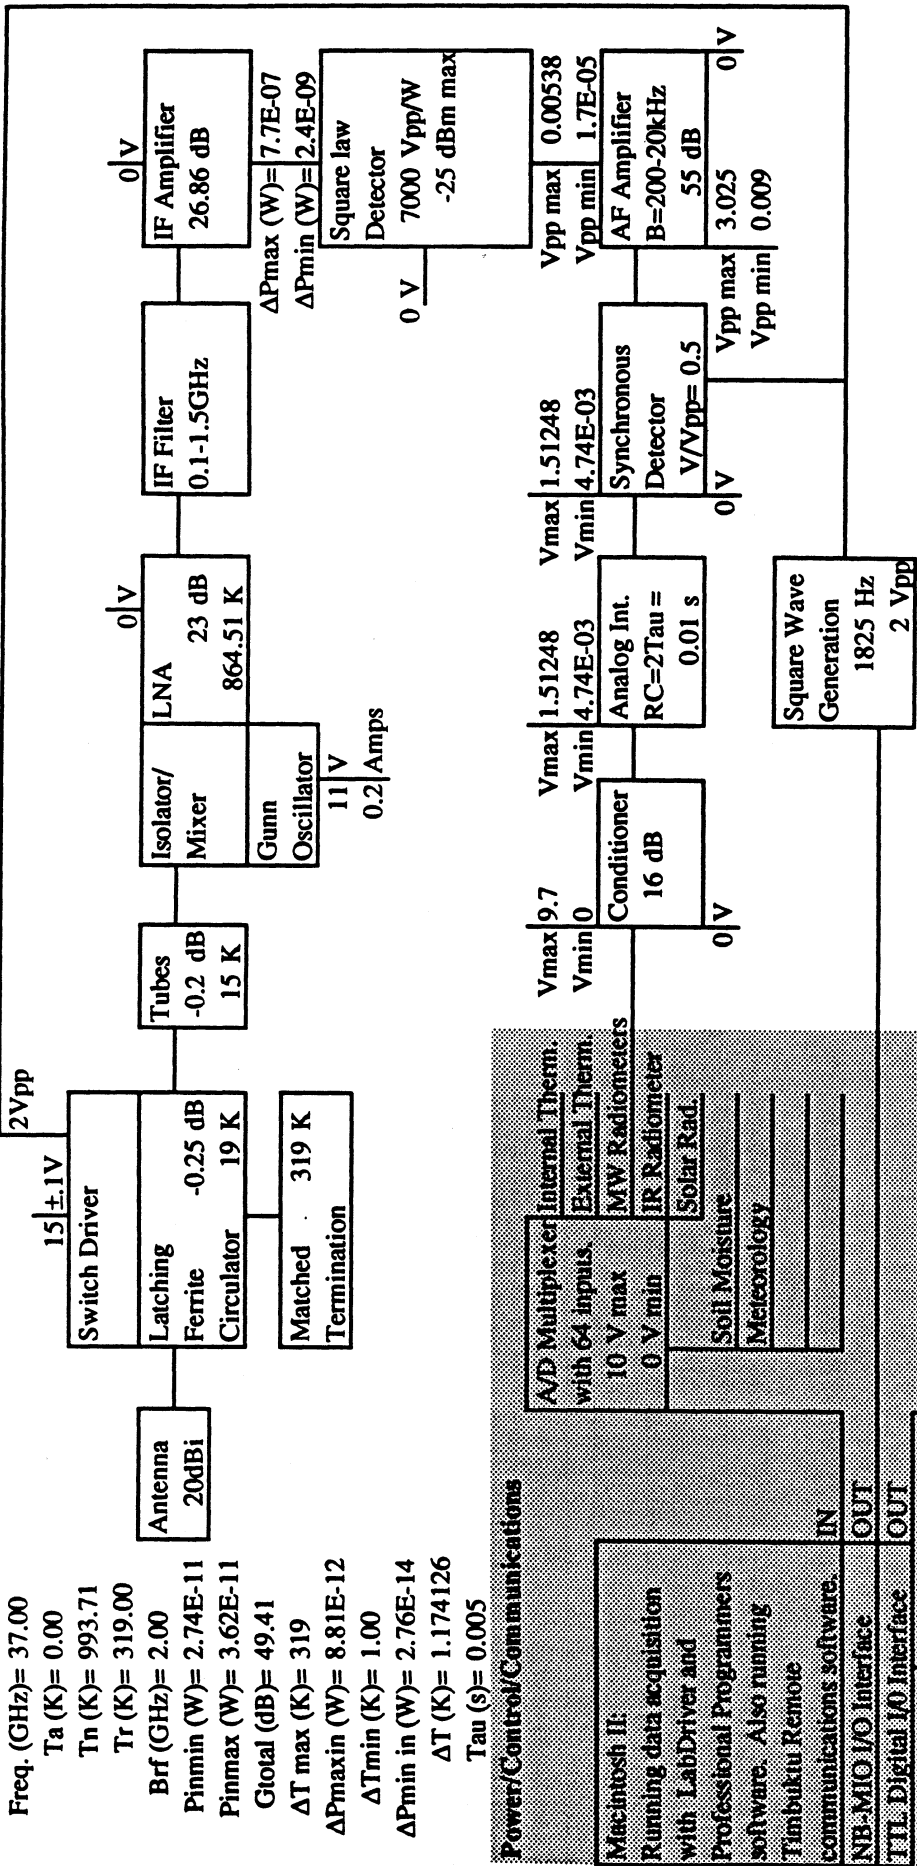 Freq. (GHz)= 37.00
Ta (K)= 0.00
Tn (K)= 993.71
Tr (K)= 319.00
Brf (GHz)= 2.00
Pinmin (W)= 2.74E-11
Pinmax (W)= 3.62E-11
Gtotal (dB)= 49.41
ΔT max (K)= 319
ΔPmaxin (W)= 8.81E-12
ΔTmin (K)= 1.00
ΔPmin in (W)= 2.76E-14
ΔT (K)= 1.174126
Tau (s)= 0.005
Antenna
20dBi
2Vpp
15 ±.1V
Switch Driver
Latching
Ferrite -0.25 dB
Circulator 19 K
Matched 319 K
Termination
Tubes
-0.2 dB
15 K
Isolator/
Mixer
Gunn
Oscillator
11 V
0.2 Amps
0 V
LNA
23 dB
864.51 K
IF Filter
0.1-1.5GHz
0 V
IF Amplifier
26.86 dB
ΔPmax (W)= 7.7E-07
ΔPmin (W)= 2.4E-09
0 V
Square law
Detector
7000 Vpp/W
-25 dBm max
Vpp max 0.00538
Vpp min 1.7E-05
AF Amplifier
B=200-20kHz
55 dB
0 V
Vpp max 3.025
Vpp min 0.009
Vmax 1.51248
Vmin 4.74E-03
Synchronous
Detector
V/Vpp= 0.5
0 V
Vmax 1.51248
Vmin 4.74E-03
Analog Int.
RC=2Tau =
0.01 s
Vmax 9.7
Vmin 0
Conditioner
16 dB
0 V
Square Wave
Generation
1825 Hz
2 Vpp
Power/Control/Communications
A/D Multiplexer
with 64 inputs.
10 V max
0 V min
Internal Therm.
External Therm.
MW Radiometers
IR Radiometer
Solar Rad.
Soil Moisture
Meteorology
Macintosh II:
Running data acquisition
with LabDriver and
Professional Programmers
software. Also running
Timbuktu Remote
communications software.
IN
NB-MIO I/O Interface OUT
TTL Digital I/O Interface OUT